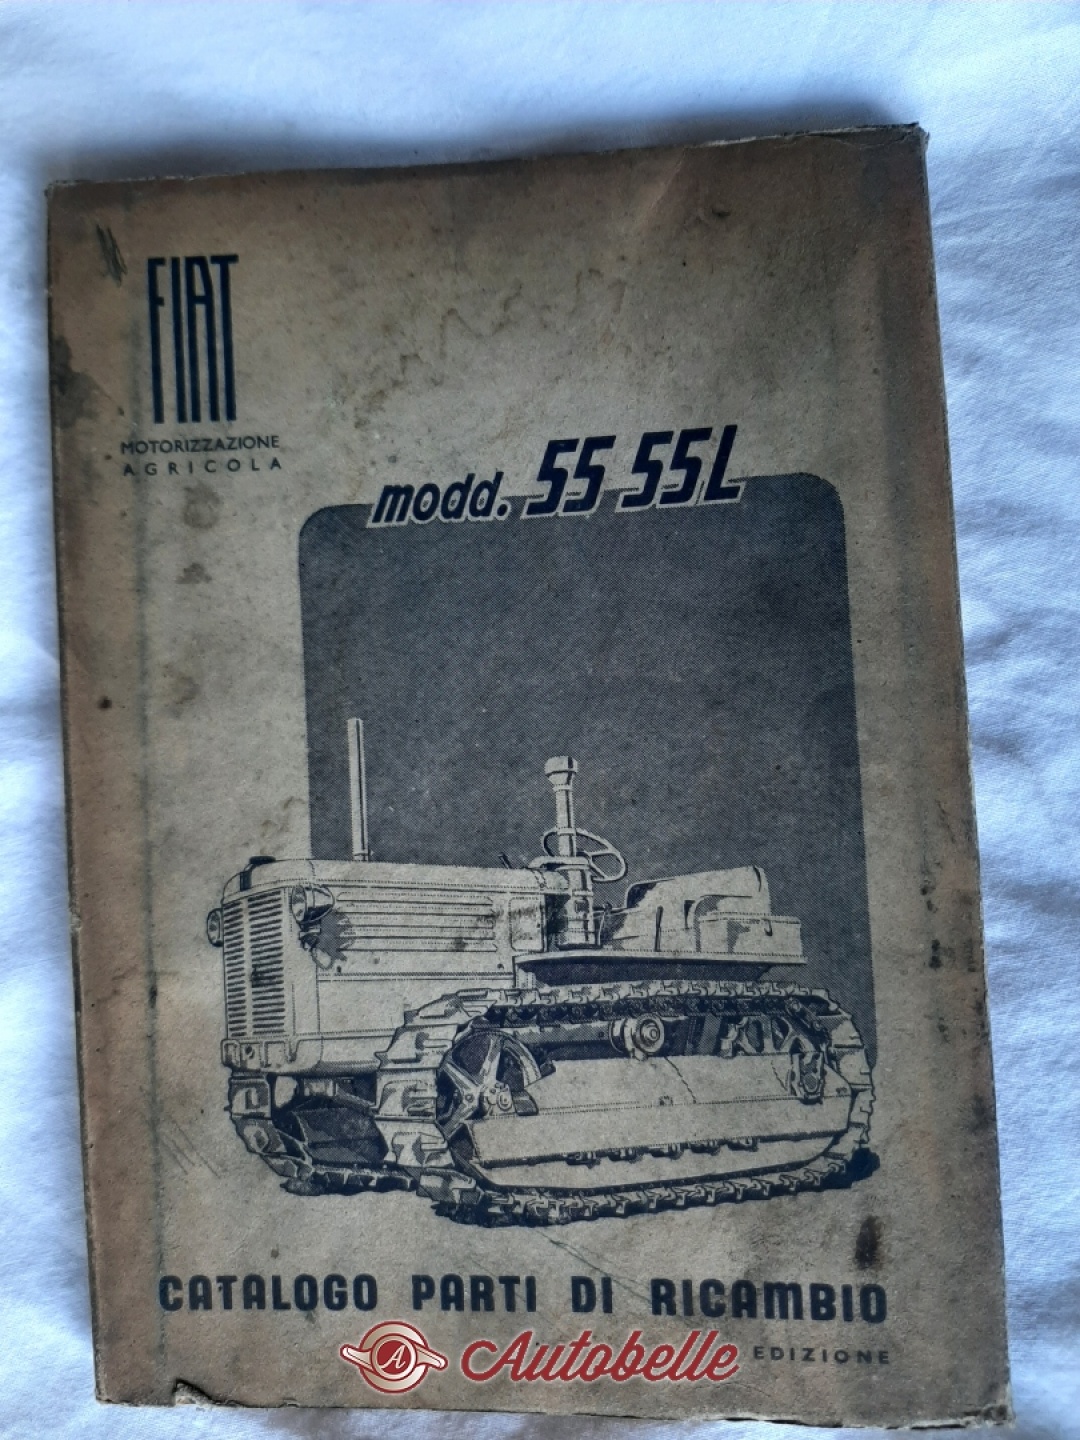 FIAT
MOTORIZZAZIONE
AGRICOLA
modd. 55 55L
CATALOGO PARTI DI RICAMBIO
EDIZIONE
A Autobelle